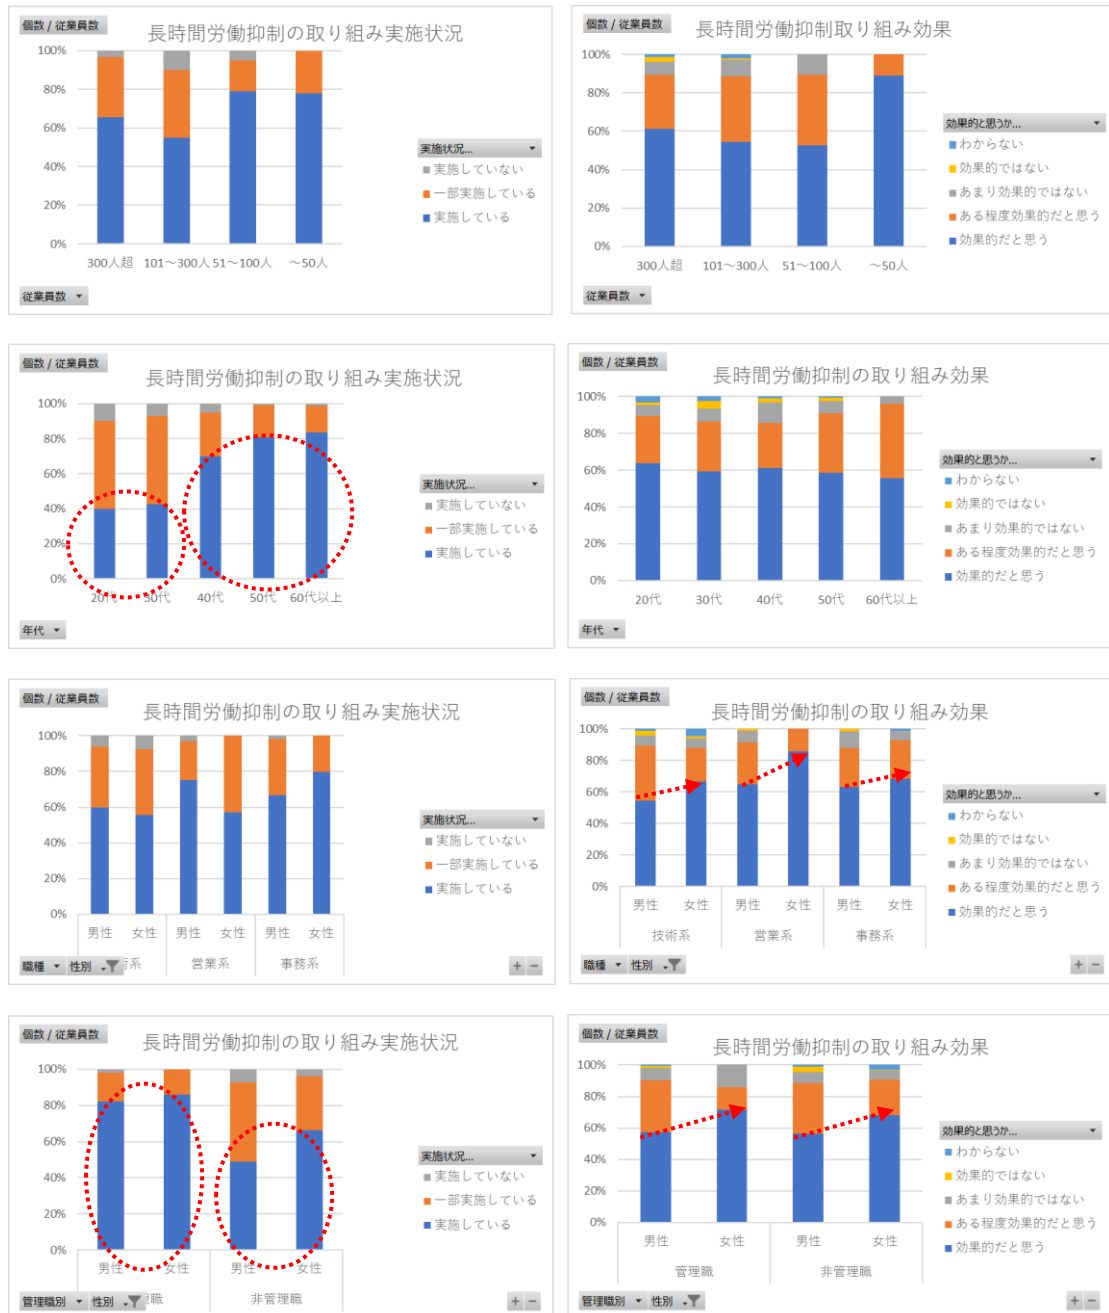 個数 / 従業員数
長時間労働抑制の取り組み実施状況
100%
80%
60%
40%
20%
0%
300人超 101～300人 51～100人 ～50人
実施状況...
実施していない
一部実施している
実施している
従業員数
個数 / 従業員数
長時間労働抑制取り組み効果
100%
80%
60%
40%
20%
0%
300人超 101～300人 51～100人 ～50人
効果的と思うか...
わからない
効果的ではない
あまり効果的ではない
ある程度効果的だと思う
効果的だと思う
従業員数
個数 / 従業員数
長時間労働抑制の取り組み実施状況
100%
80%
60%
40%
20%
0%
20代 30代 40代 50代 60代以上
実施状況...
実施していない
一部実施している
実施している
年代
個数 / 従業員数
長時間労働抑制の取り組み効果
100%
80%
60%
40%
20%
0%
20代 30代 40代 50代 60代以上
効果的と思うか...
わからない
効果的ではない
あまり効果的ではない
ある程度効果的だと思う
効果的だと思う
年代
個数 / 従業員数
長時間労働抑制の取り組み実施状況
100%
80%
60%
40%
20%
0%
男性 女性 男性 女性 男性 女性
系 営業系 事務系
実施状況...
実施していない
一部実施している
実施している
職種 性別
+ −
個数 / 従業員数
長時間労働抑制の取り組み効果
100%
80%
60%
40%
20%
0%
男性 女性 男性 女性 男性 女性
技術系 営業系 事務系
効果的と思うか...
わからない
効果的ではない
あまり効果的ではない
ある程度効果的だと思う
効果的だと思う
職種 性別
+ −
個数 / 従業員数
長時間労働抑制の取り組み実施状況
100%
80%
60%
40%
20%
0%
男性 女性 男性 女性
職 非管理職
実施状況...
実施していない
一部実施している
実施している
管理職別 性別
+ −
個数 / 従業員数
長時間労働抑制の取り組み効果
100%
80%
60%
40%
20%
0%
男性 女性 男性 女性
管理職 非管理職
効果的と思うか...
わからない
効果的ではない
あまり効果的ではない
ある程度効果的だと思う
効果的だと思う
管理職別 性別
+ −